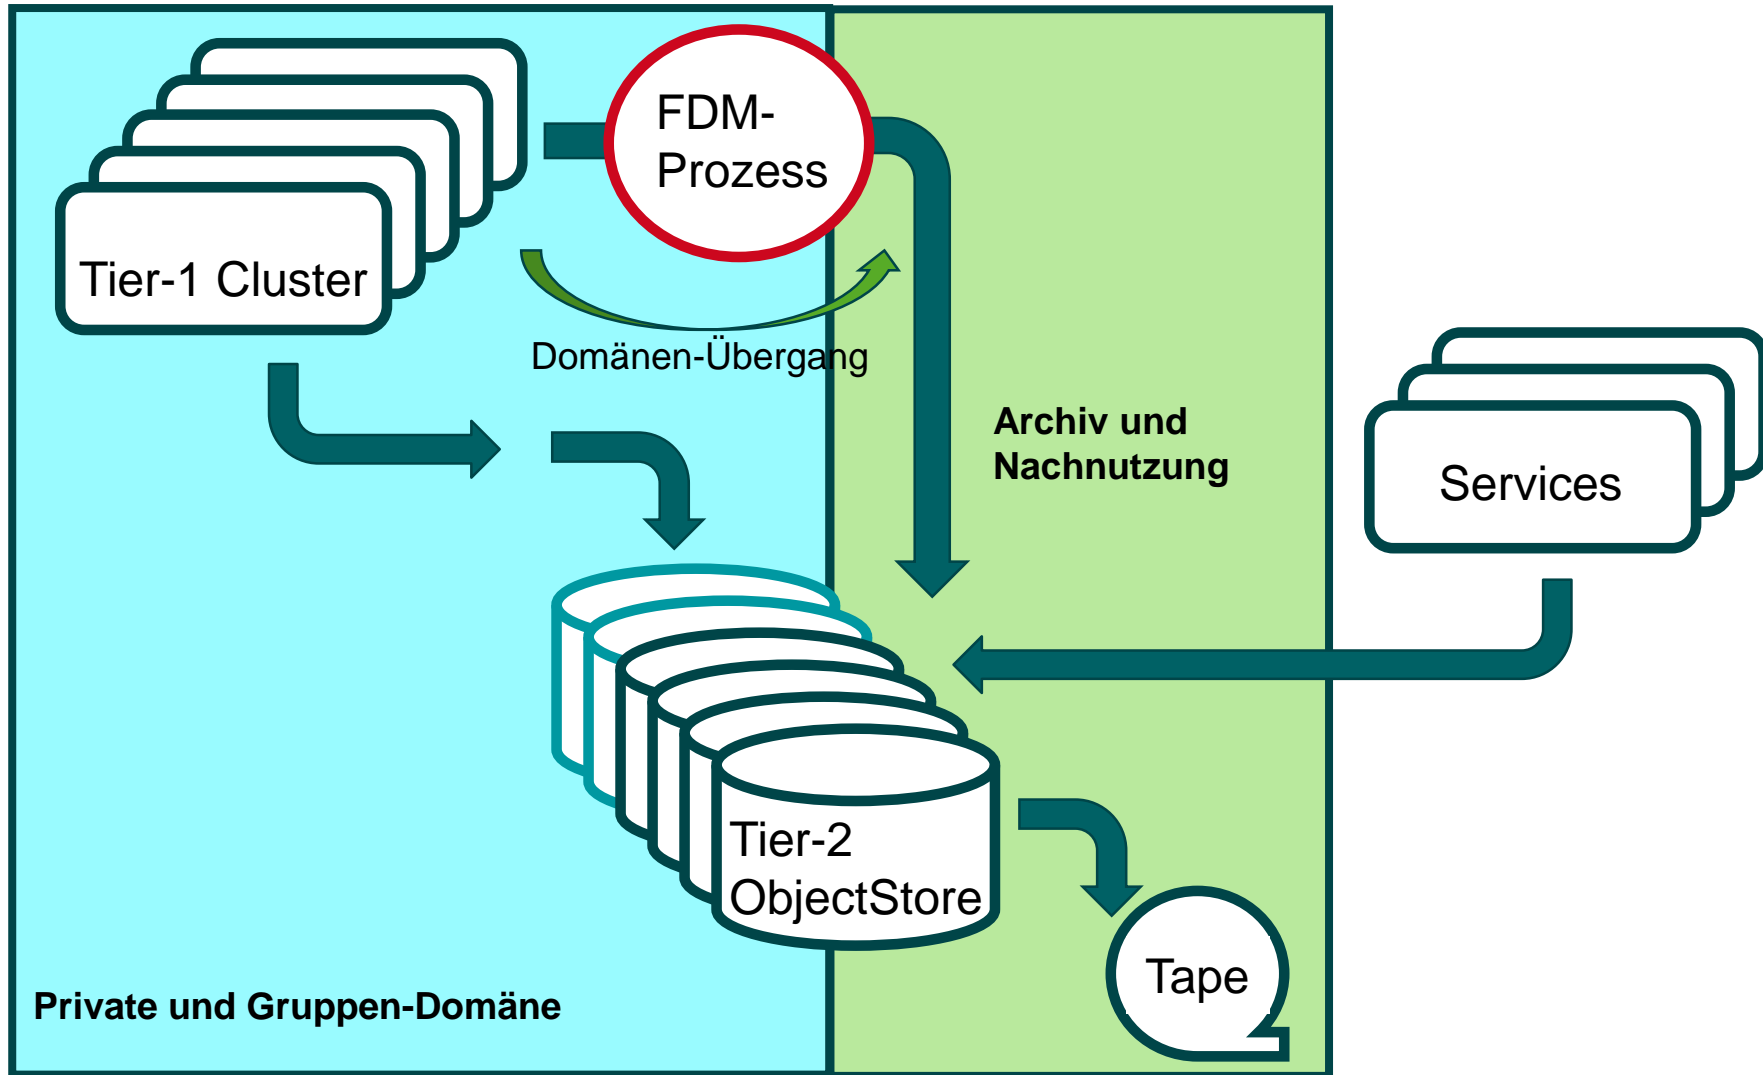 FDM-
Prozess
Tier-1 Cluster
Domänen-Übergang
Archiv und
Nachnutzung
Services
Tier-2
ObjectStore
Tape
Private und Gruppen-Domäne